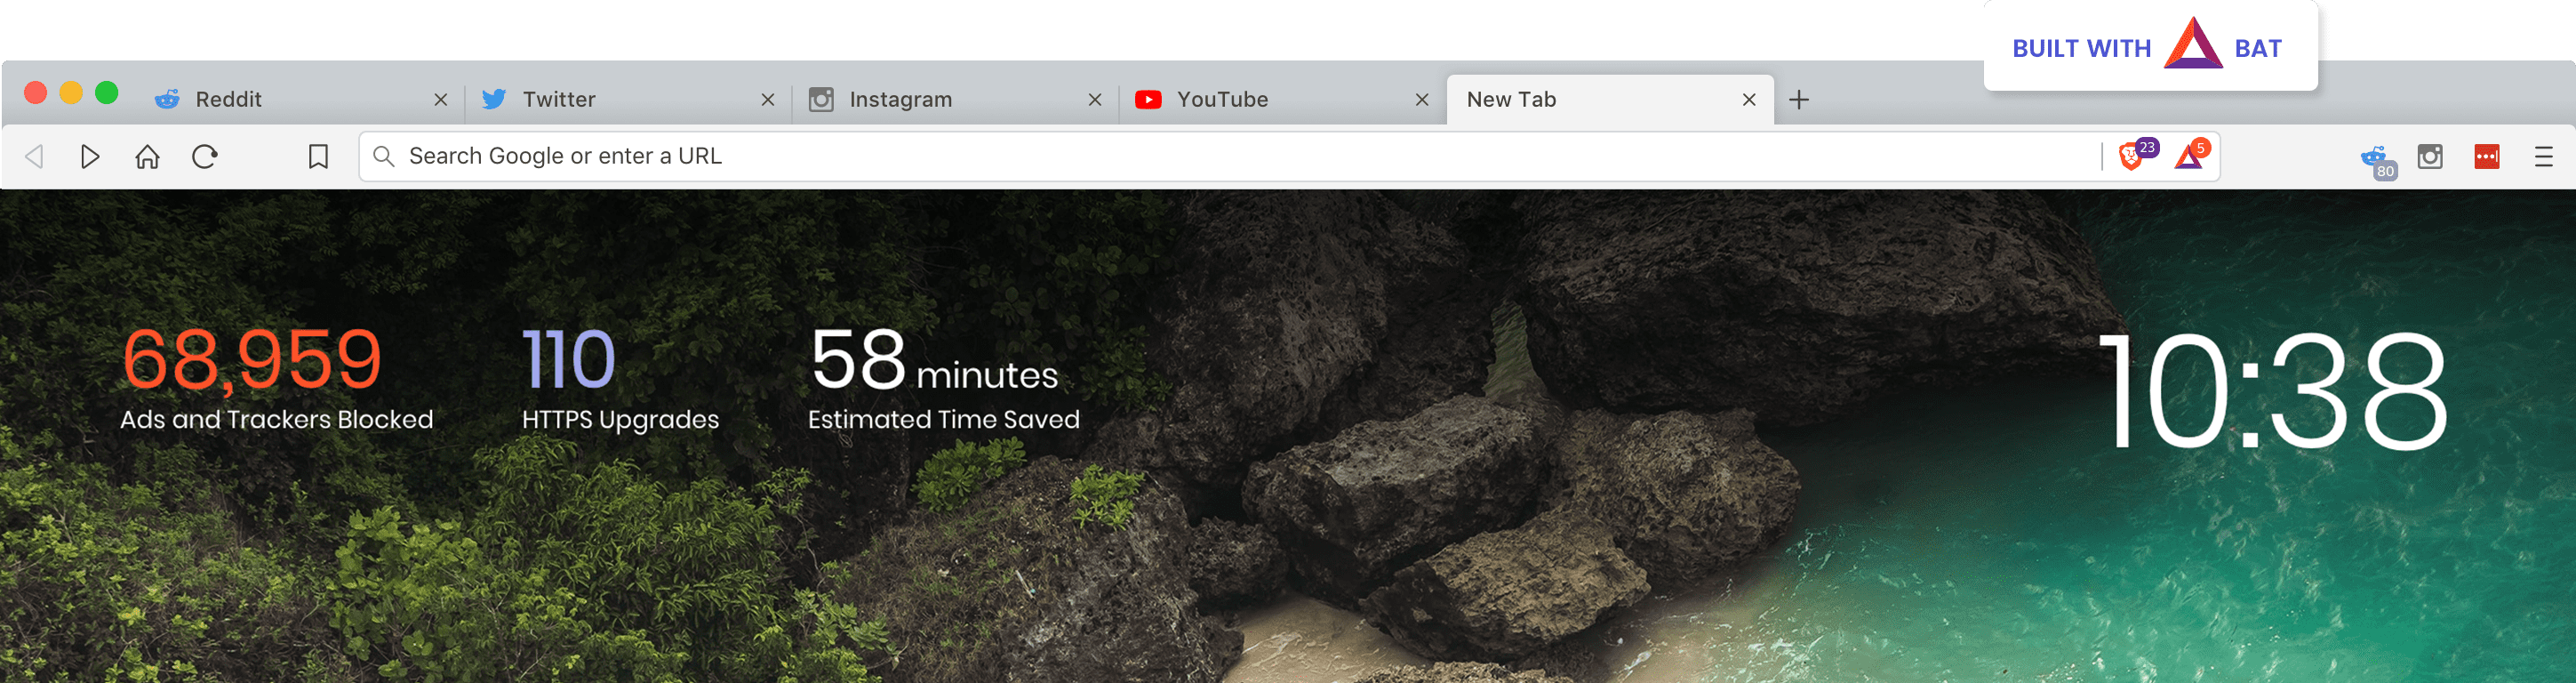 BUILT WITH BAT
Reddit
Twitter
Instagram
YouTube
New Tab
Search Google or enter a URL
23
5
80
68,959
Ads and Trackers Blocked
110
HTTPS Upgrades
58 minutes
Estimated Time Saved
10:38